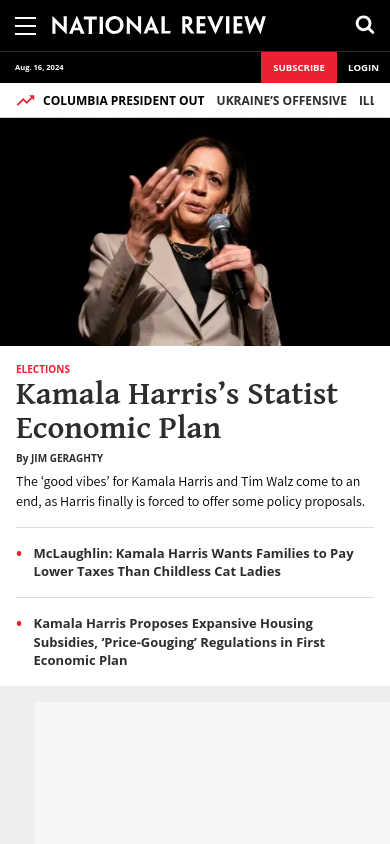 NATIONAL REVIEW
Aug. 16, 2024
SUBSCRIBE
LOGIN
COLUMBIA PRESIDENT OUT UKRAINE’S OFFENSIVE ILL
ELECTIONS
Kamala Harris’s Statist
Economic Plan
By JIM GERAGHTY
The ‘good vibes’ for Kamala Harris and Tim Walz come to an
end, as Harris finally is forced to offer some policy proposals.
• McLaughlin: Kamala Harris Wants Families to Pay
Lower Taxes Than Childless Cat Ladies
• Kamala Harris Proposes Expansive Housing
Subsidies, ‘Price-Gouging’ Regulations in First
Economic Plan